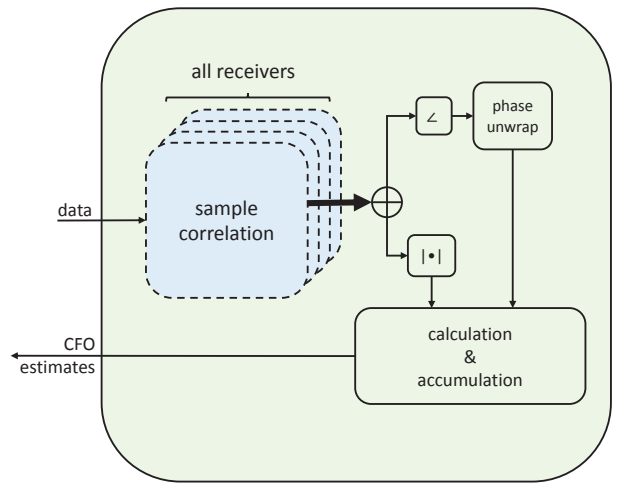 all receivers
∠
phase
unwrap
data
sample
correlation
|•|
CFO
estimates
calculation
&
accumulation